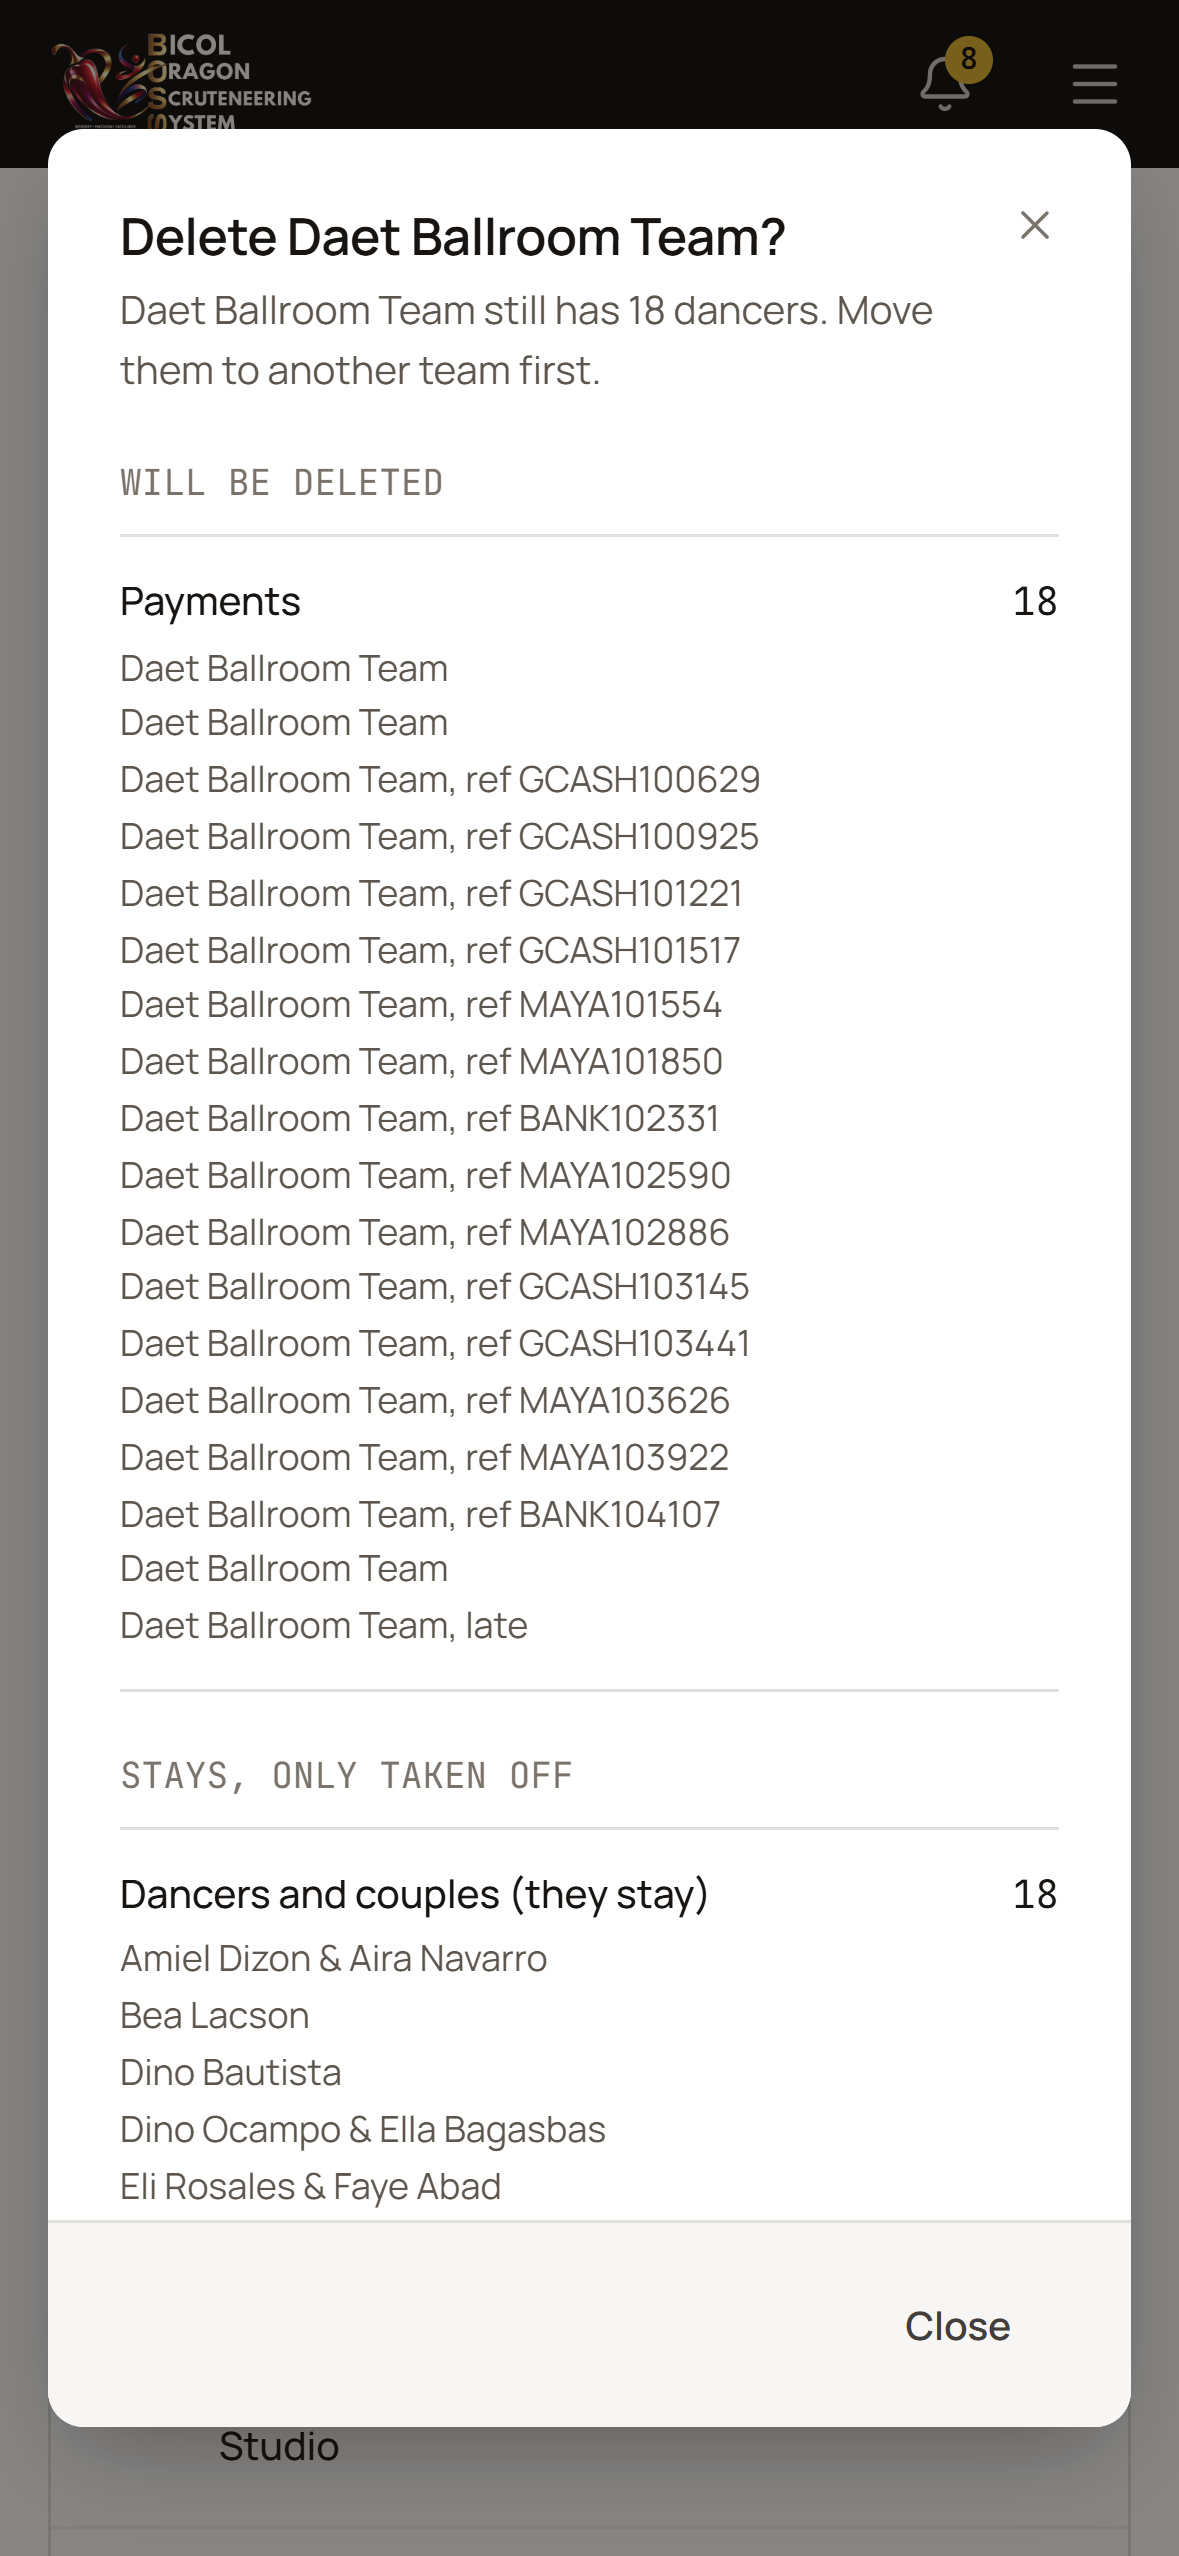 BICOL
DRAGON
SCRUTENEERING
SYSTEM
8
Delete Daet Ballroom Team?
Daet Ballroom Team still has 18 dancers. Move
them to another team first.
WILL BE DELETED
Payments 18
Daet Ballroom Team
Daet Ballroom Team
Daet Ballroom Team, ref GCASH100629
Daet Ballroom Team, ref GCASH100925
Daet Ballroom Team, ref GCASH101221
Daet Ballroom Team, ref GCASH101517
Daet Ballroom Team, ref MAYA101554
Daet Ballroom Team, ref MAYA101850
Daet Ballroom Team, ref BANK102331
Daet Ballroom Team, ref MAYA102590
Daet Ballroom Team, ref MAYA102886
Daet Ballroom Team, ref GCASH103145
Daet Ballroom Team, ref GCASH103441
Daet Ballroom Team, ref MAYA103626
Daet Ballroom Team, ref MAYA103922
Daet Ballroom Team, ref BANK104107
Daet Ballroom Team
Daet Ballroom Team, late
STAYS, ONLY TAKEN OFF
Dancers and couples (they stay) 18
Amiel Dizon & Aira Navarro
Bea Lacson
Dino Bautista
Dino Ocampo & Ella Bagasbas
Eli Rosales & Faye Abad
Close
Studio